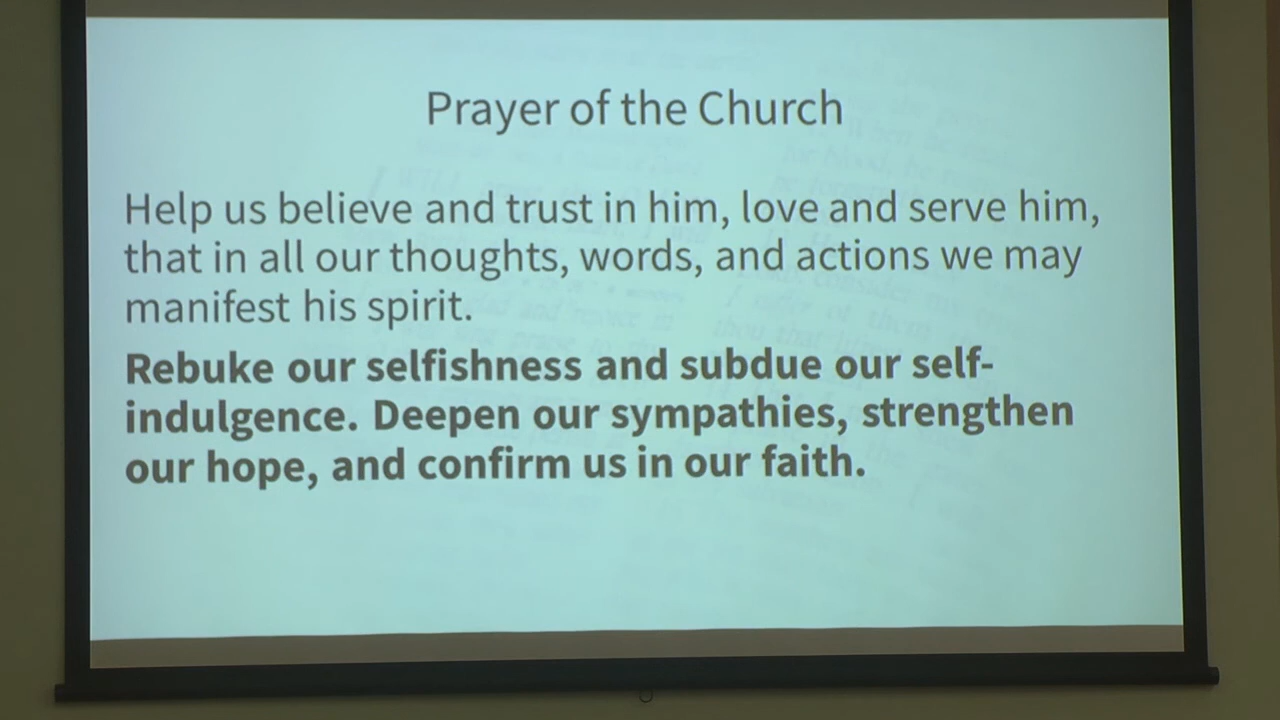 Prayer of the Church
Help us believe and trust in him, love and serve him,
that in all our thoughts, words, and actions we may
manifest his spirit.
Rebuke our selfishness and subdue our self-
indulgence. Deepen our sympathies, strengthen
our hope, and confirm us in our faith.